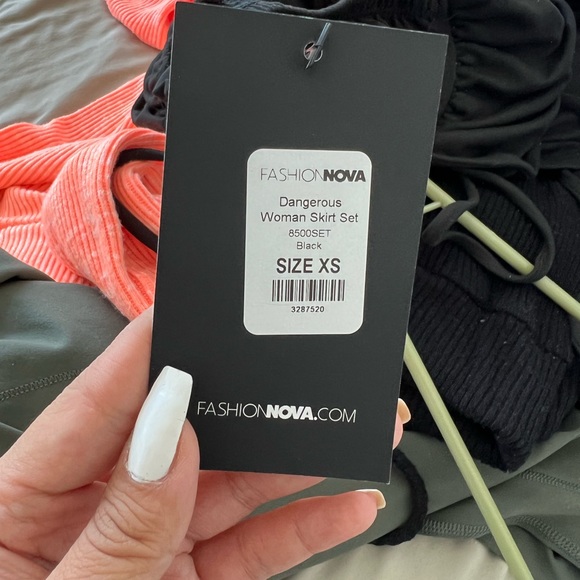 FASHIONNOVA
Dangerous
Woman Skirt Set
8500SET
Black
SIZE XS
3287520
FASHIONNOVA.COM